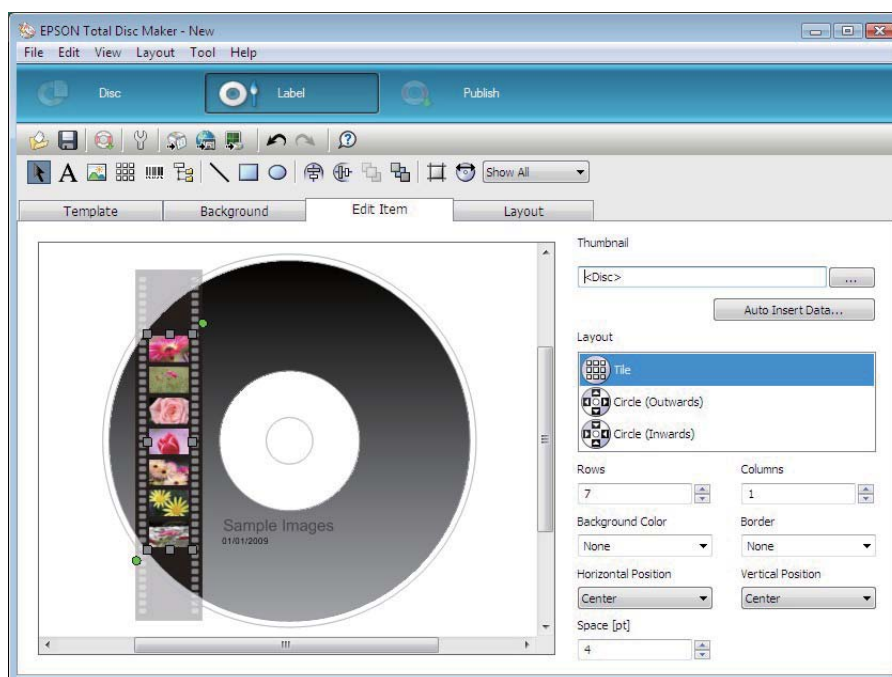 EPSON Total Disc Maker - New
File Edit View Layout Tool Help
Disc Label Publish
A Show All
Template Background Edit Item Layout
Thumbnail
<Disc>
...
Auto Insert Data...
Layout
Tile
Circle (Outwards)
Circle (Inwards)
Rows Columns
7 1
Background Color Border
None None
Horizontal Position Vertical Position
Center Center
Space [pt]
4
Sample Images
01/01/2009